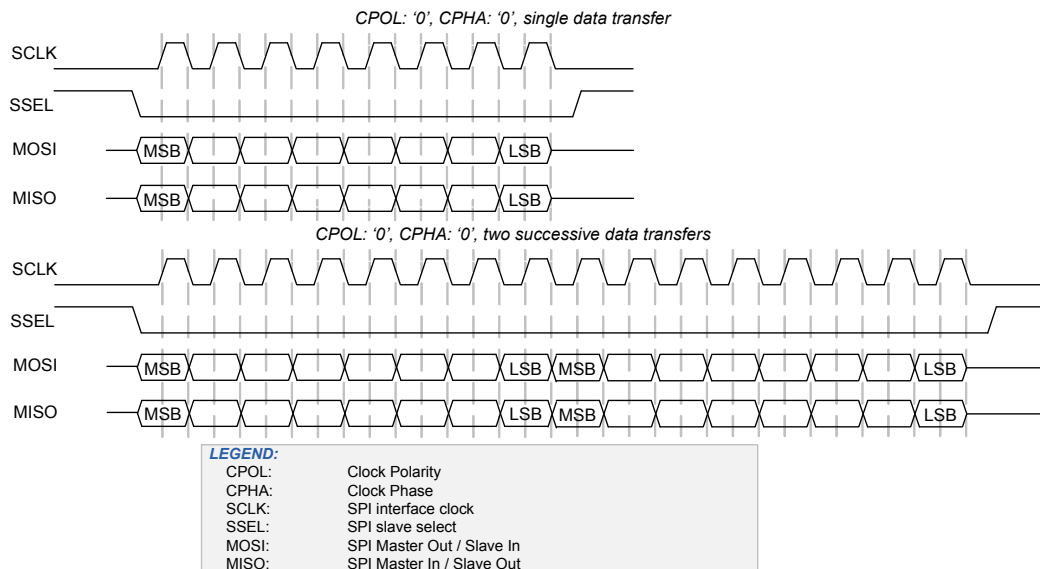 CPOL: ‘0’, CPHA: ‘0’, single data transfer
SCLK
SSEL
MOSI MSB LSB
MISO MSB LSB
CPOL: ‘0’, CPHA: ‘0’, two successive data transfers
SCLK
SSEL
MOSI MSB LSB MSB LSB
MISO MSB LSB MSB LSB
LEGEND:
CPOL: Clock Polarity
CPHA: Clock Phase
SCLK: SPI interface clock
SSEL: SPI slave select
MOSI: SPI Master Out / Slave In
MISO: SPI Master In / Slave Out